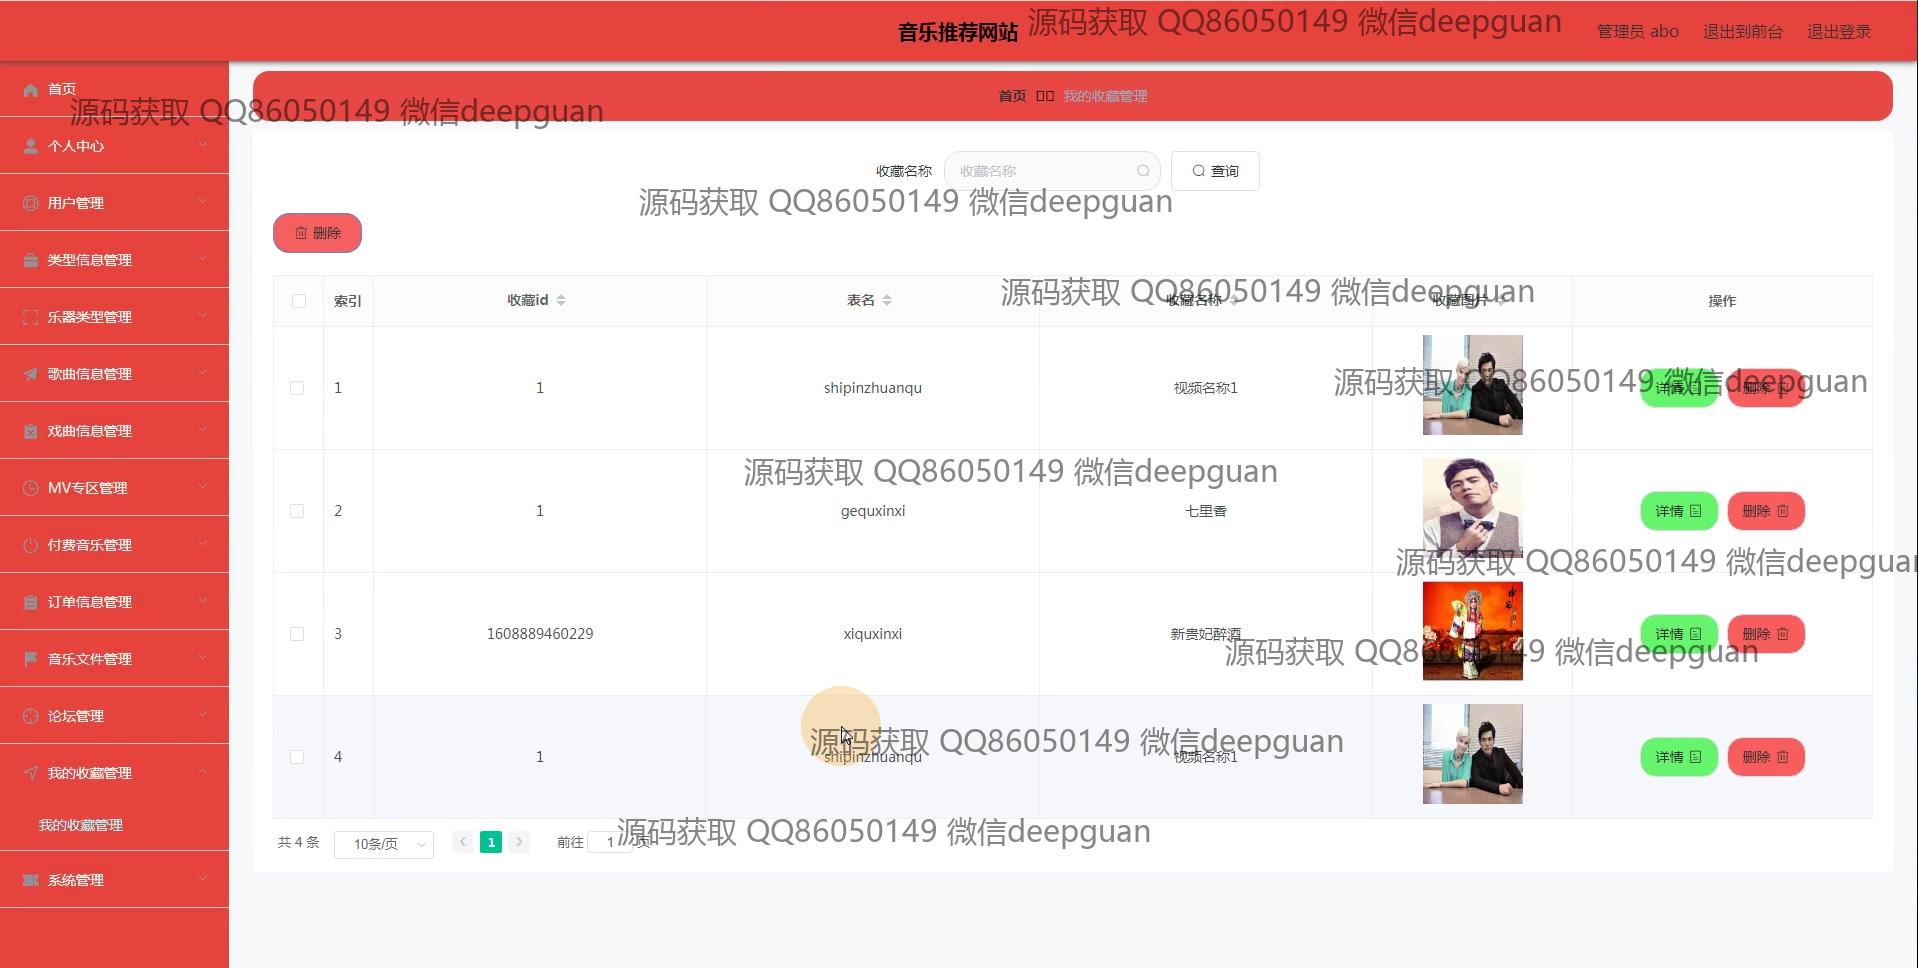 音乐推荐网站
源码获取 QQ86050149 微信deepguan
管理员 abo 退出到前台 退出登录
首页
个人中心
用户管理
类型信息管理
乐器类型管理
歌曲信息管理
戏曲信息管理
MV专区管理
付费音乐管理
订单信息管理
音乐文件管理
论坛管理
我的收藏管理
我的收藏管理
系统管理
源码获取 QQ86050149 微信deepguan
首页 我的收藏管理
收藏名称 收藏名称 查询
源码获取 QQ86050149 微信deepguan
删除
索引 收藏id 表名 收藏名称 收藏图片 操作
源码获取 QQ86050149 微信deepguan
1 1 shipinzhuanqu 视频名称1 详情 删除
源码获取 QQ86050149 微信deepguan
源码获取 QQ86050149 微信deepguan
2 1 gequxinxi 七里香 详情 删除
源码获取 QQ86050149 微信deepguan
3 1608889460229 xiquxinxi 新贵妃醉酒 详情 删除
源码获取 QQ86050149 微信deepguan
源码获取 QQ86050149 微信deepguan
4 1 shipinzhuanqu 视频名称1 详情 删除
共 4 条 10条/页 1 前往 1 页
源码获取 QQ86050149 微信deepguan